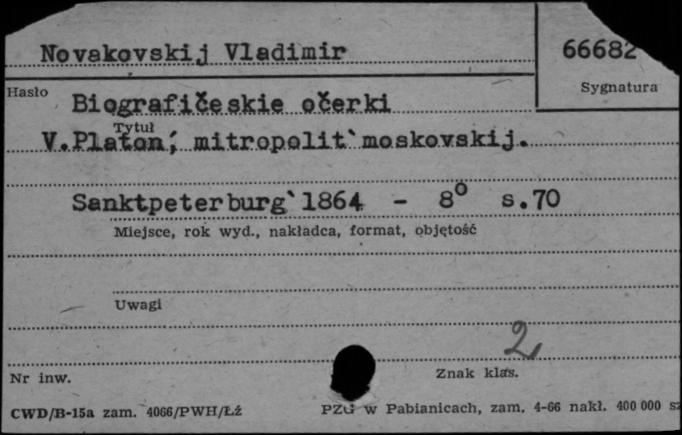 Novakovskij Vladimir
66682
Hasło
Sygnatura
Biografičeskie očerki
Tytuł
V.Platon', mitropolit`moskovskij.
Sanktpeterburg`1864 - 8° s.70
Miejsce, rok wyd., nakładca, format, objętość
Uwagi
2
Nr inw.
Znak klas.
CWD/B-15a zam. 4066/PWH/Łź
PZG w Pabianicach, zam. 4-66 nakł. 400 000